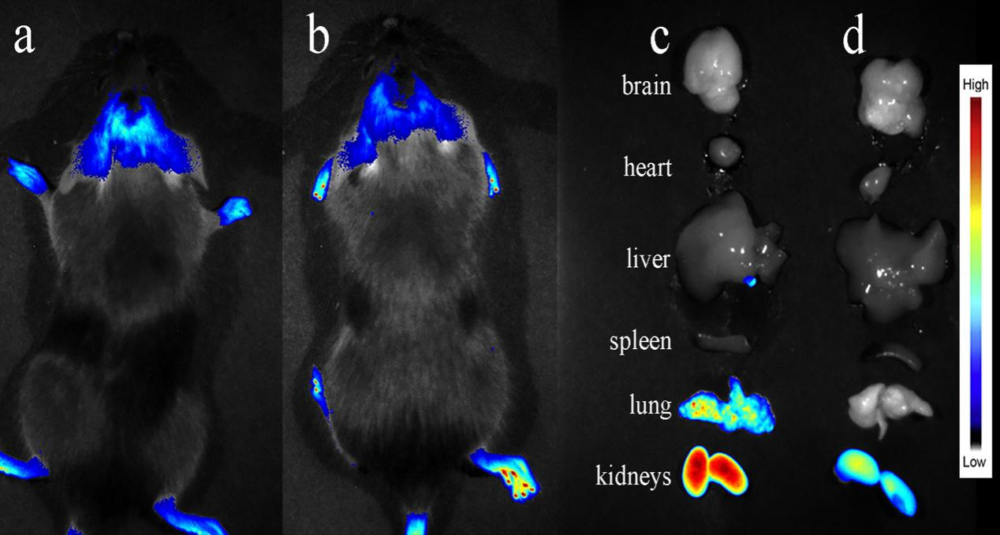 a
b
c
d
brain
heart
liver
spleen
lung
kidneys
High
Low